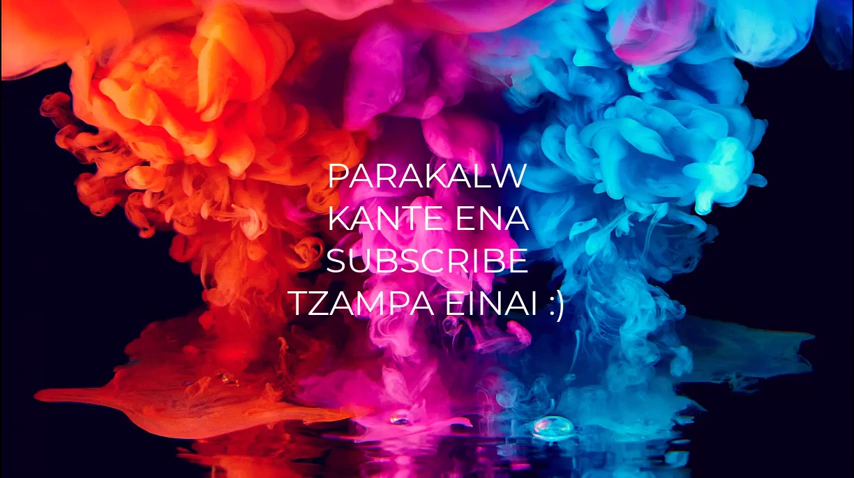 PARAKALW
KANTE ENA
SUBSCRIBE
TZAMPA EINAI :)